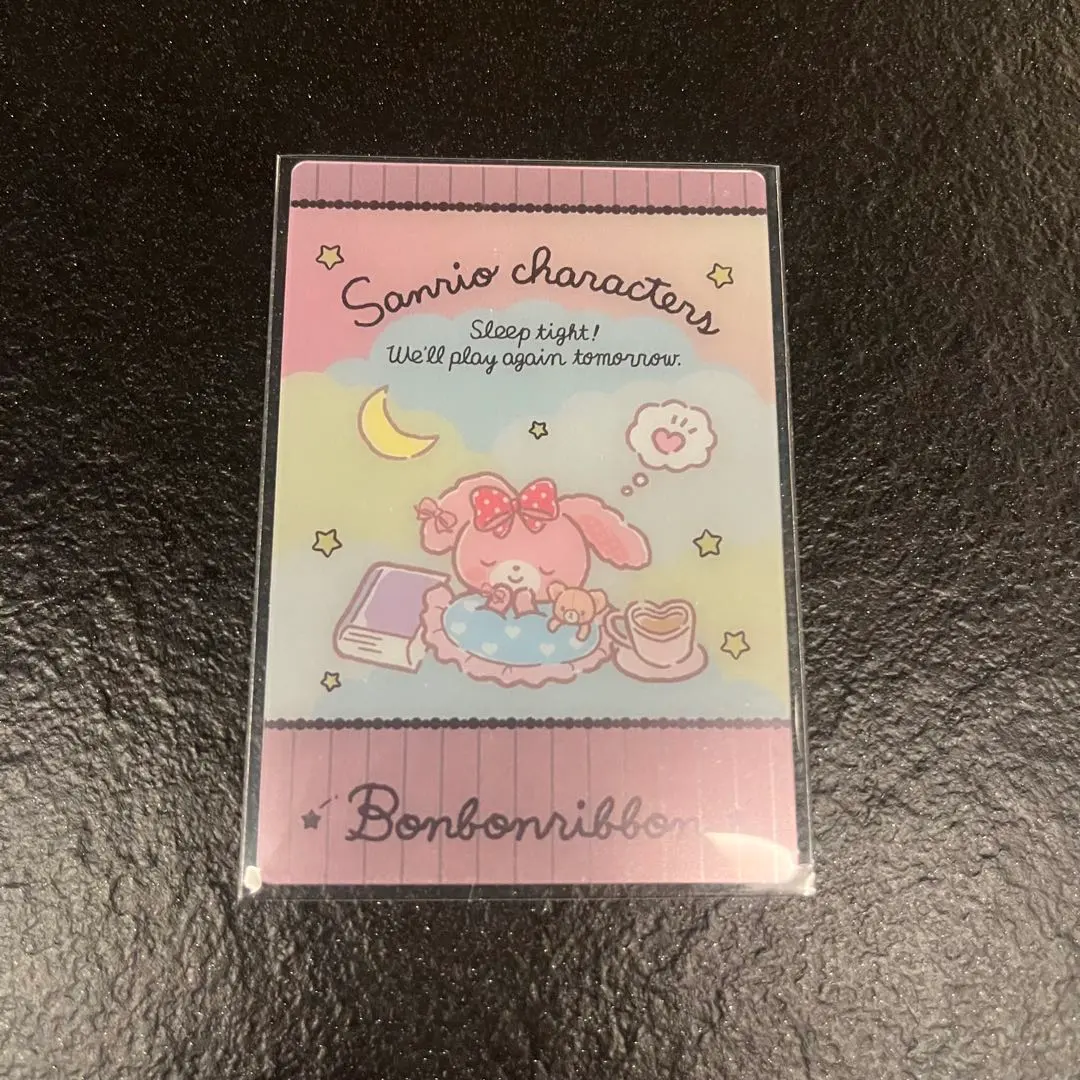 Sanrio characters
Sleep tight!
We'll play again tomorrow.
Bonbonribbon